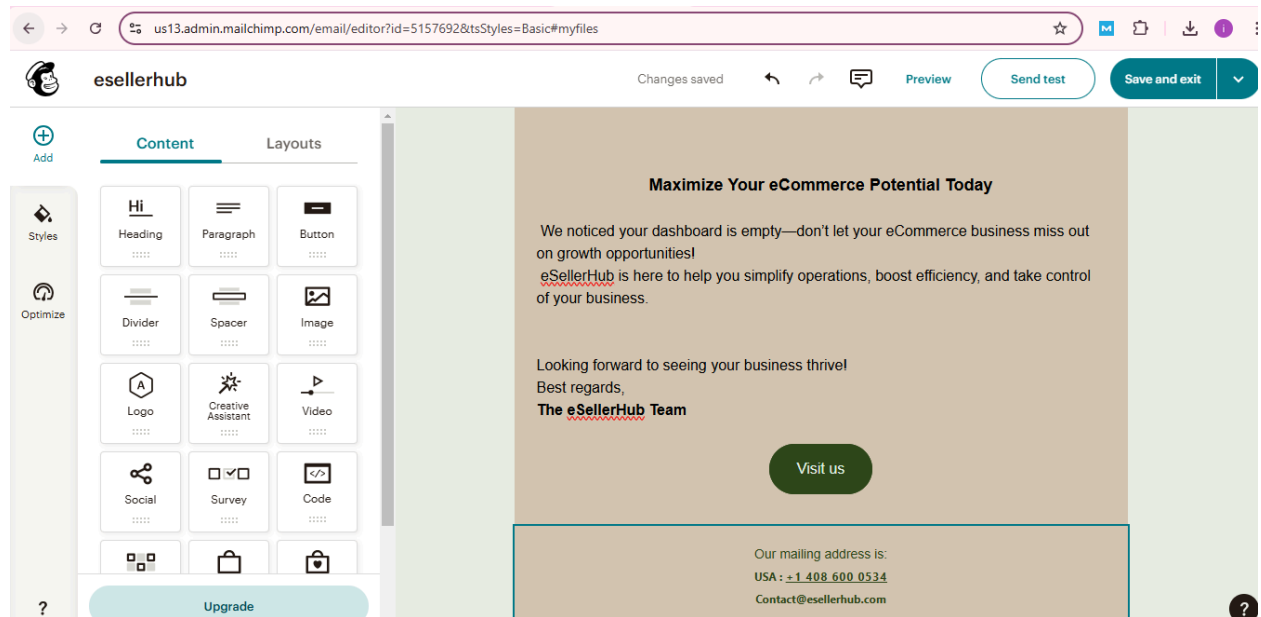 us13.admin.mailchimp.com/email/editor?id=5157692&tsStyles=Basic#myfiles
esellerhub
Changes saved
Preview
Send test
Save and exit
Add
Styles
Optimize
Content
Layouts
Hi
Heading
Paragraph
Button
Divider
Spacer
Image
A
Logo
Creative
Assistant
Video
Social
Survey
</>
Code
Upgrade
?
Maximize Your eCommerce Potential Today
We noticed your dashboard is empty—don’t let your eCommerce business miss out
on growth opportunities!
eSellerHub is here to help you simplify operations, boost efficiency, and take control
of your business.
Looking forward to seeing your business thrive!
Best regards,
The eSellerHub Team
Visit us
Our mailing address is:
USA : +1 408 600 0534
Contact@esellerhub.com
?